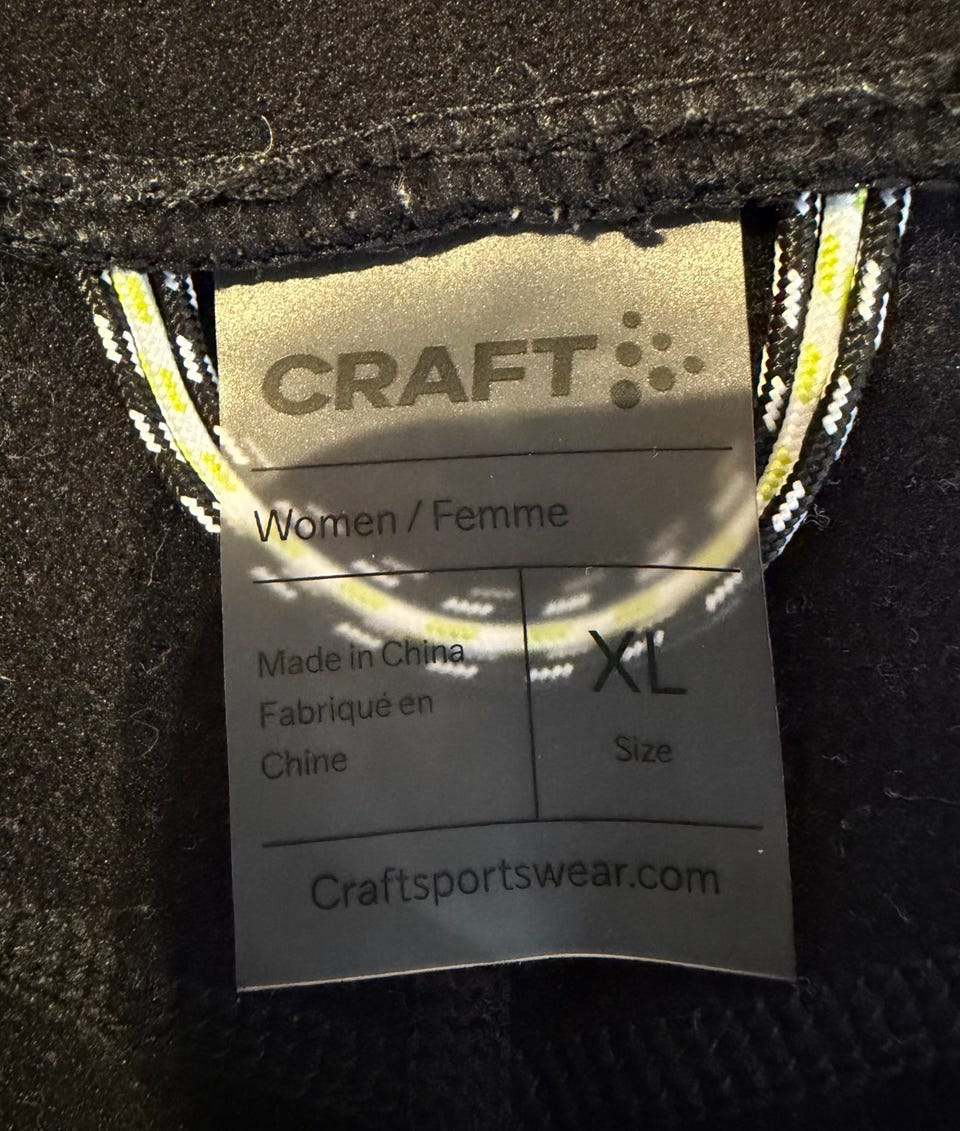 CRAFT
Women / Femme
Made in China
Fabriqué en
Chine
XL
Size
Craftsportswear.com